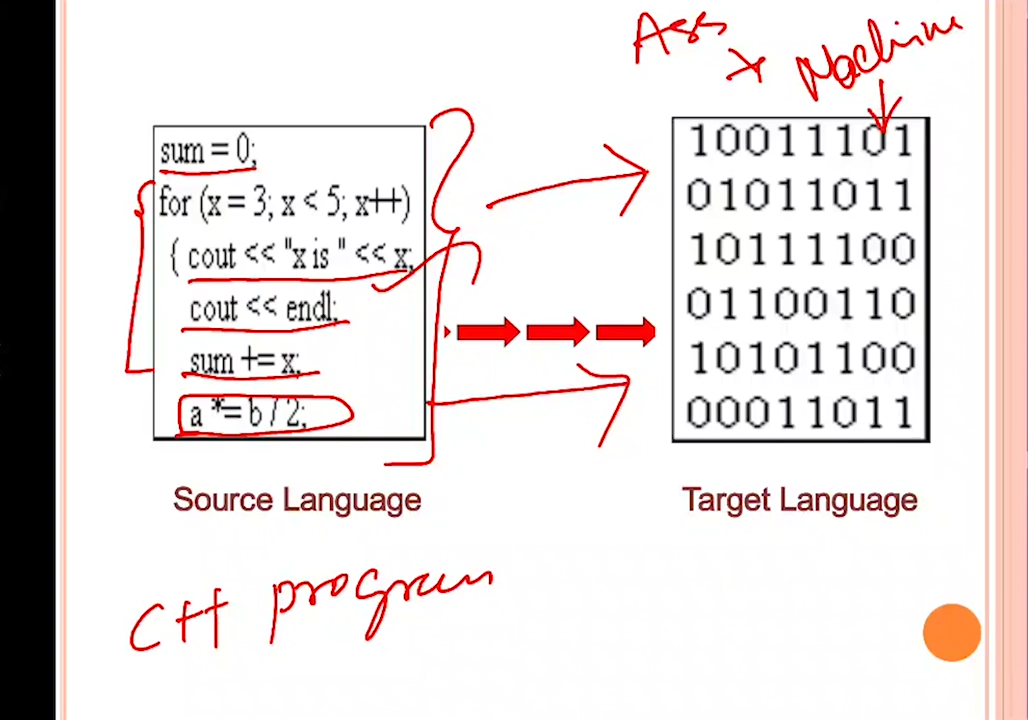 Ass
Machine
sum = 0;
for (x = 3; x < 5; x++)
{ cout << "x is " << x;
cout << endl;
sum += x;
a *= b / 2;
10011101
01011011
10111100
01100110
10101100
00011011
Source Language
Target Language
C++ program